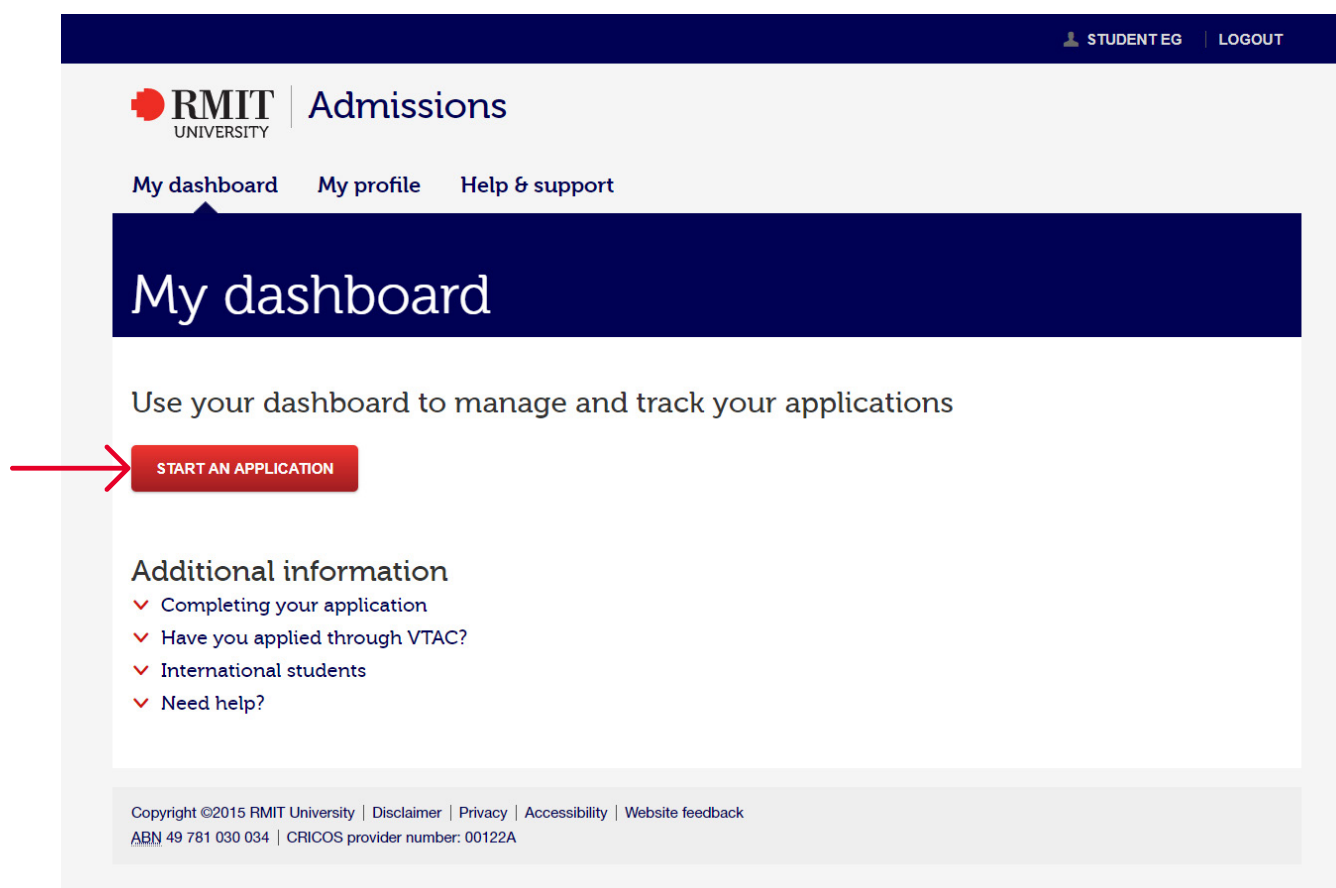 STUDENT EG | LOGOUT
RMIT UNIVERSITY | Admissions
My dashboard My profile Help & support
My dashboard
Use your dashboard to manage and track your applications
START AN APPLICATION
Additional information
Completing your application
Have you applied through VTAC?
International students
Need help?
Copyright ©2015 RMIT University | Disclaimer | Privacy | Accessibility | Website feedback
ABN 49 781 030 034 | CRICOS provider number: 00122A